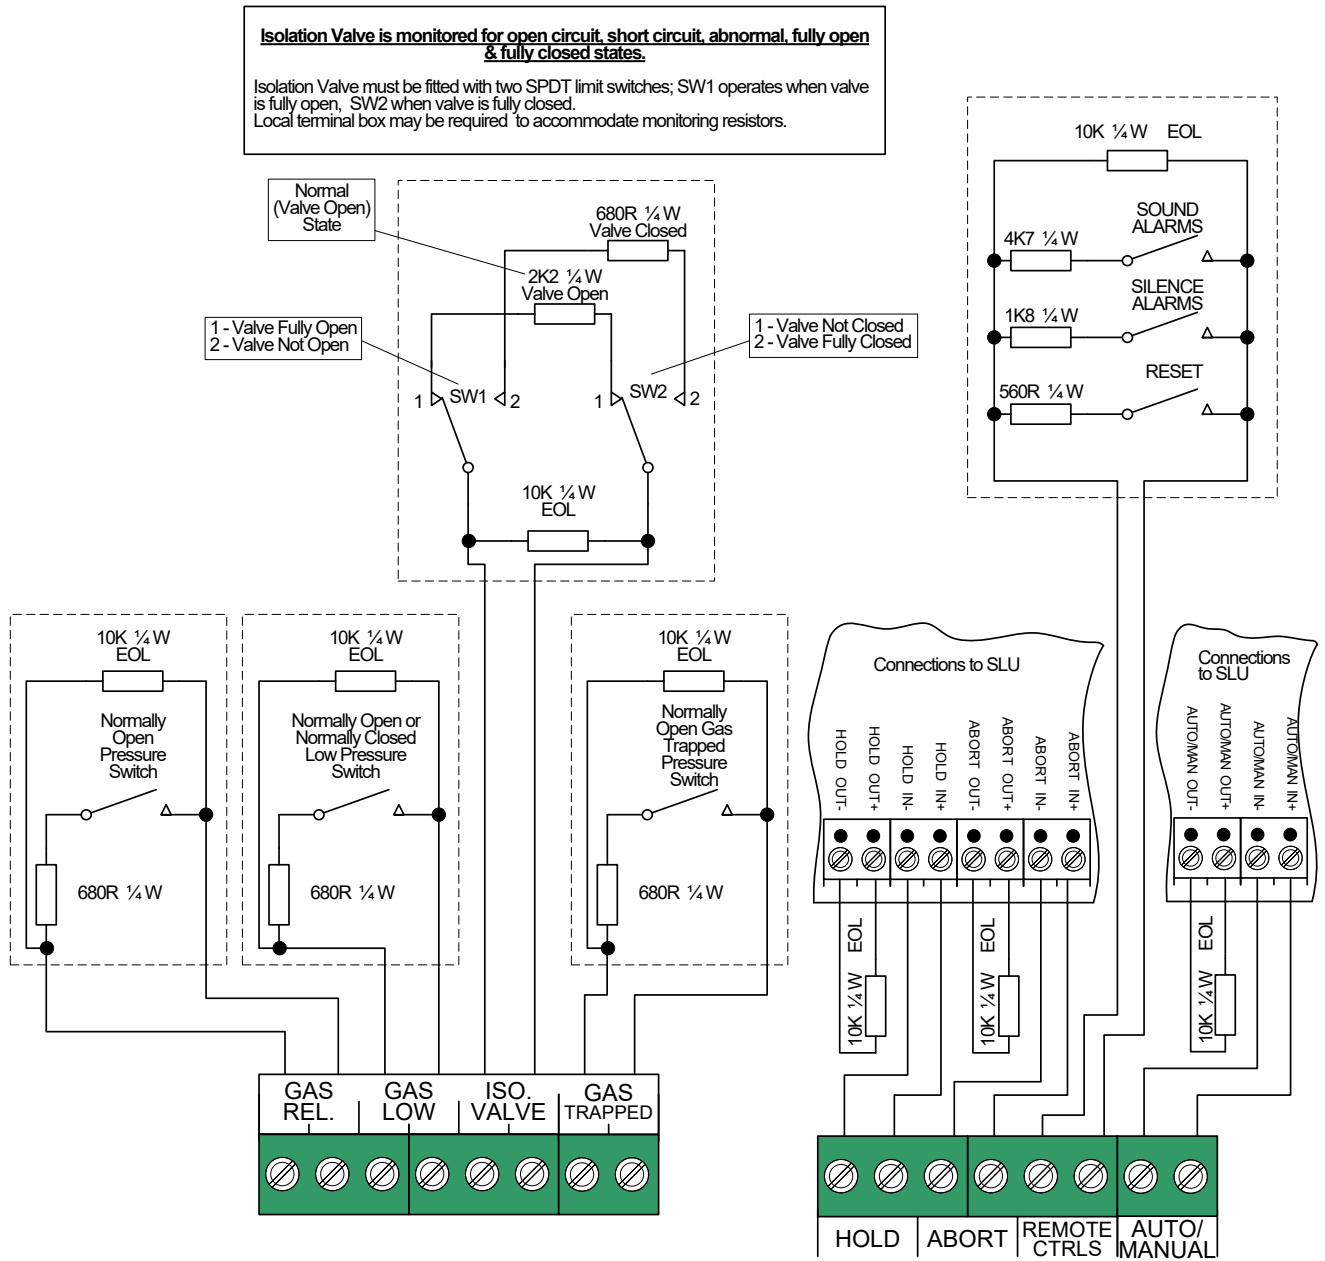 Isolation Valve is monitored for open circuit, short circuit, abnormal, fully open
& fully closed states.
Isolation Valve must be fitted with two SPDT limit switches; SW1 operates when valve
is fully open, SW2 when valve is fully closed.
Local terminal box may be required to accommodate monitoring resistors.
Normal
(Valve Open)
State
680R ¼ W
Valve Closed
2K2 ¼ W
Valve Open
1 - Valve Fully Open
2 - Valve Not Open
1 - Valve Not Closed
2 - Valve Fully Closed
1
SW1
2
1
SW2
2
10K ¼ W
EOL
10K ¼ W EOL
SOUND
ALARMS
4K7 ¼ W
SILENCE
ALARMS
1K8 ¼ W
RESET
560R ¼ W
10K ¼ W
EOL
Normally
Open
Pressure
Switch
680R ¼ W
10K ¼ W
EOL
Normally Open or
Normally Closed
Low Pressure
Switch
680R ¼ W
10K ¼ W
EOL
Normally
Open Gas
Trapped
Pressure
Switch
680R ¼ W
Connections to SLU
HOLD OUT-
HOLD OUT+
HOLD IN-
HOLD IN+
ABORT OUT-
ABORT OUT+
ABORT IN-
ABORT IN+
10K ¼ W EOL
10K ¼ W EOL
Connections
to SLU
AUTO/MAN OUT-
AUTO/MAN OUT+
AUTO/MAN IN-
AUTO/MAN IN+
10K ¼ W EOL
GAS
REL.
GAS
LOW
ISO.
VALVE
GAS
TRAPPED
HOLD
ABORT
REMOTE
CTRLS
AUTO/
MANUAL